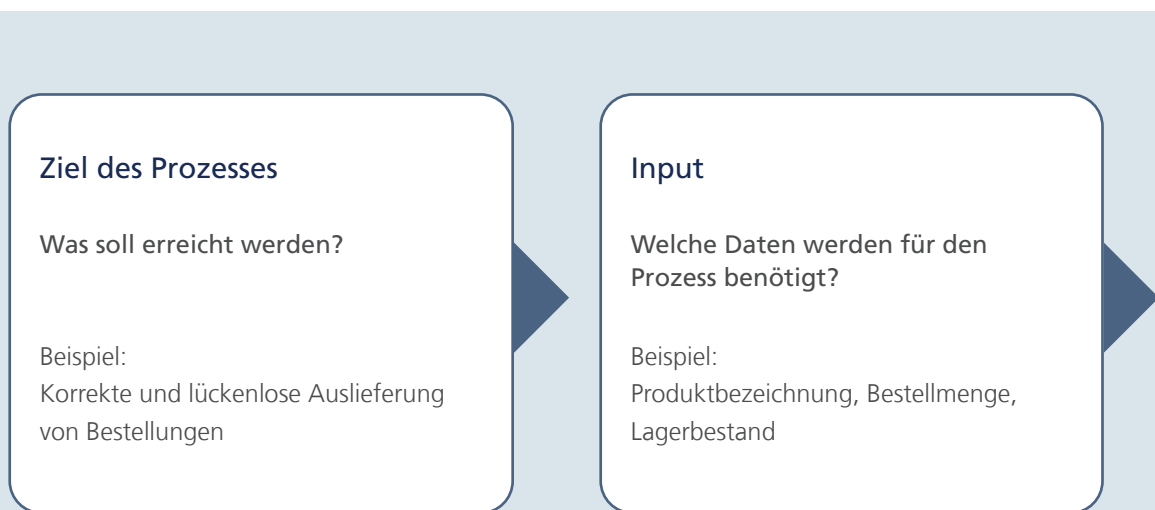 Ziel des Prozesses
Was soll erreicht werden?
Beispiel:
Korrekte und lückenlose Auslieferung
von Bestellungen
Input
Welche Daten werden für den
Prozess benötigt?
Beispiel:
Produktbezeichnung, Bestellmenge,
Lagerbestand